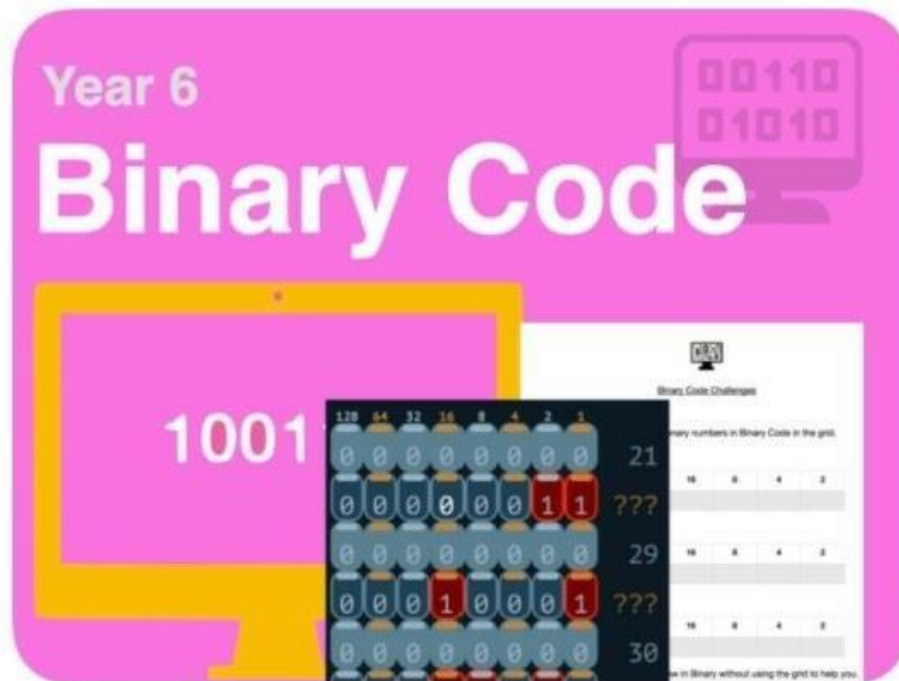 Year 6
00110
01010
Binary Code
1001
128 64 32 16 8 4 2 1
0 0 0 0 0 0 0 0 21
0 0 0 0 0 0 1 1 ???
0 0 0 0 0 0 0 0 29
0 0 0 1 0 0 0 1 ???
0 0 0 0 0 0 0 0 30
Binary Code Challenges
numbers in Binary Code in the grid.
16 8 4 2
16 8 4 2
16 8 4 2
in Binary without using the grid to help you.